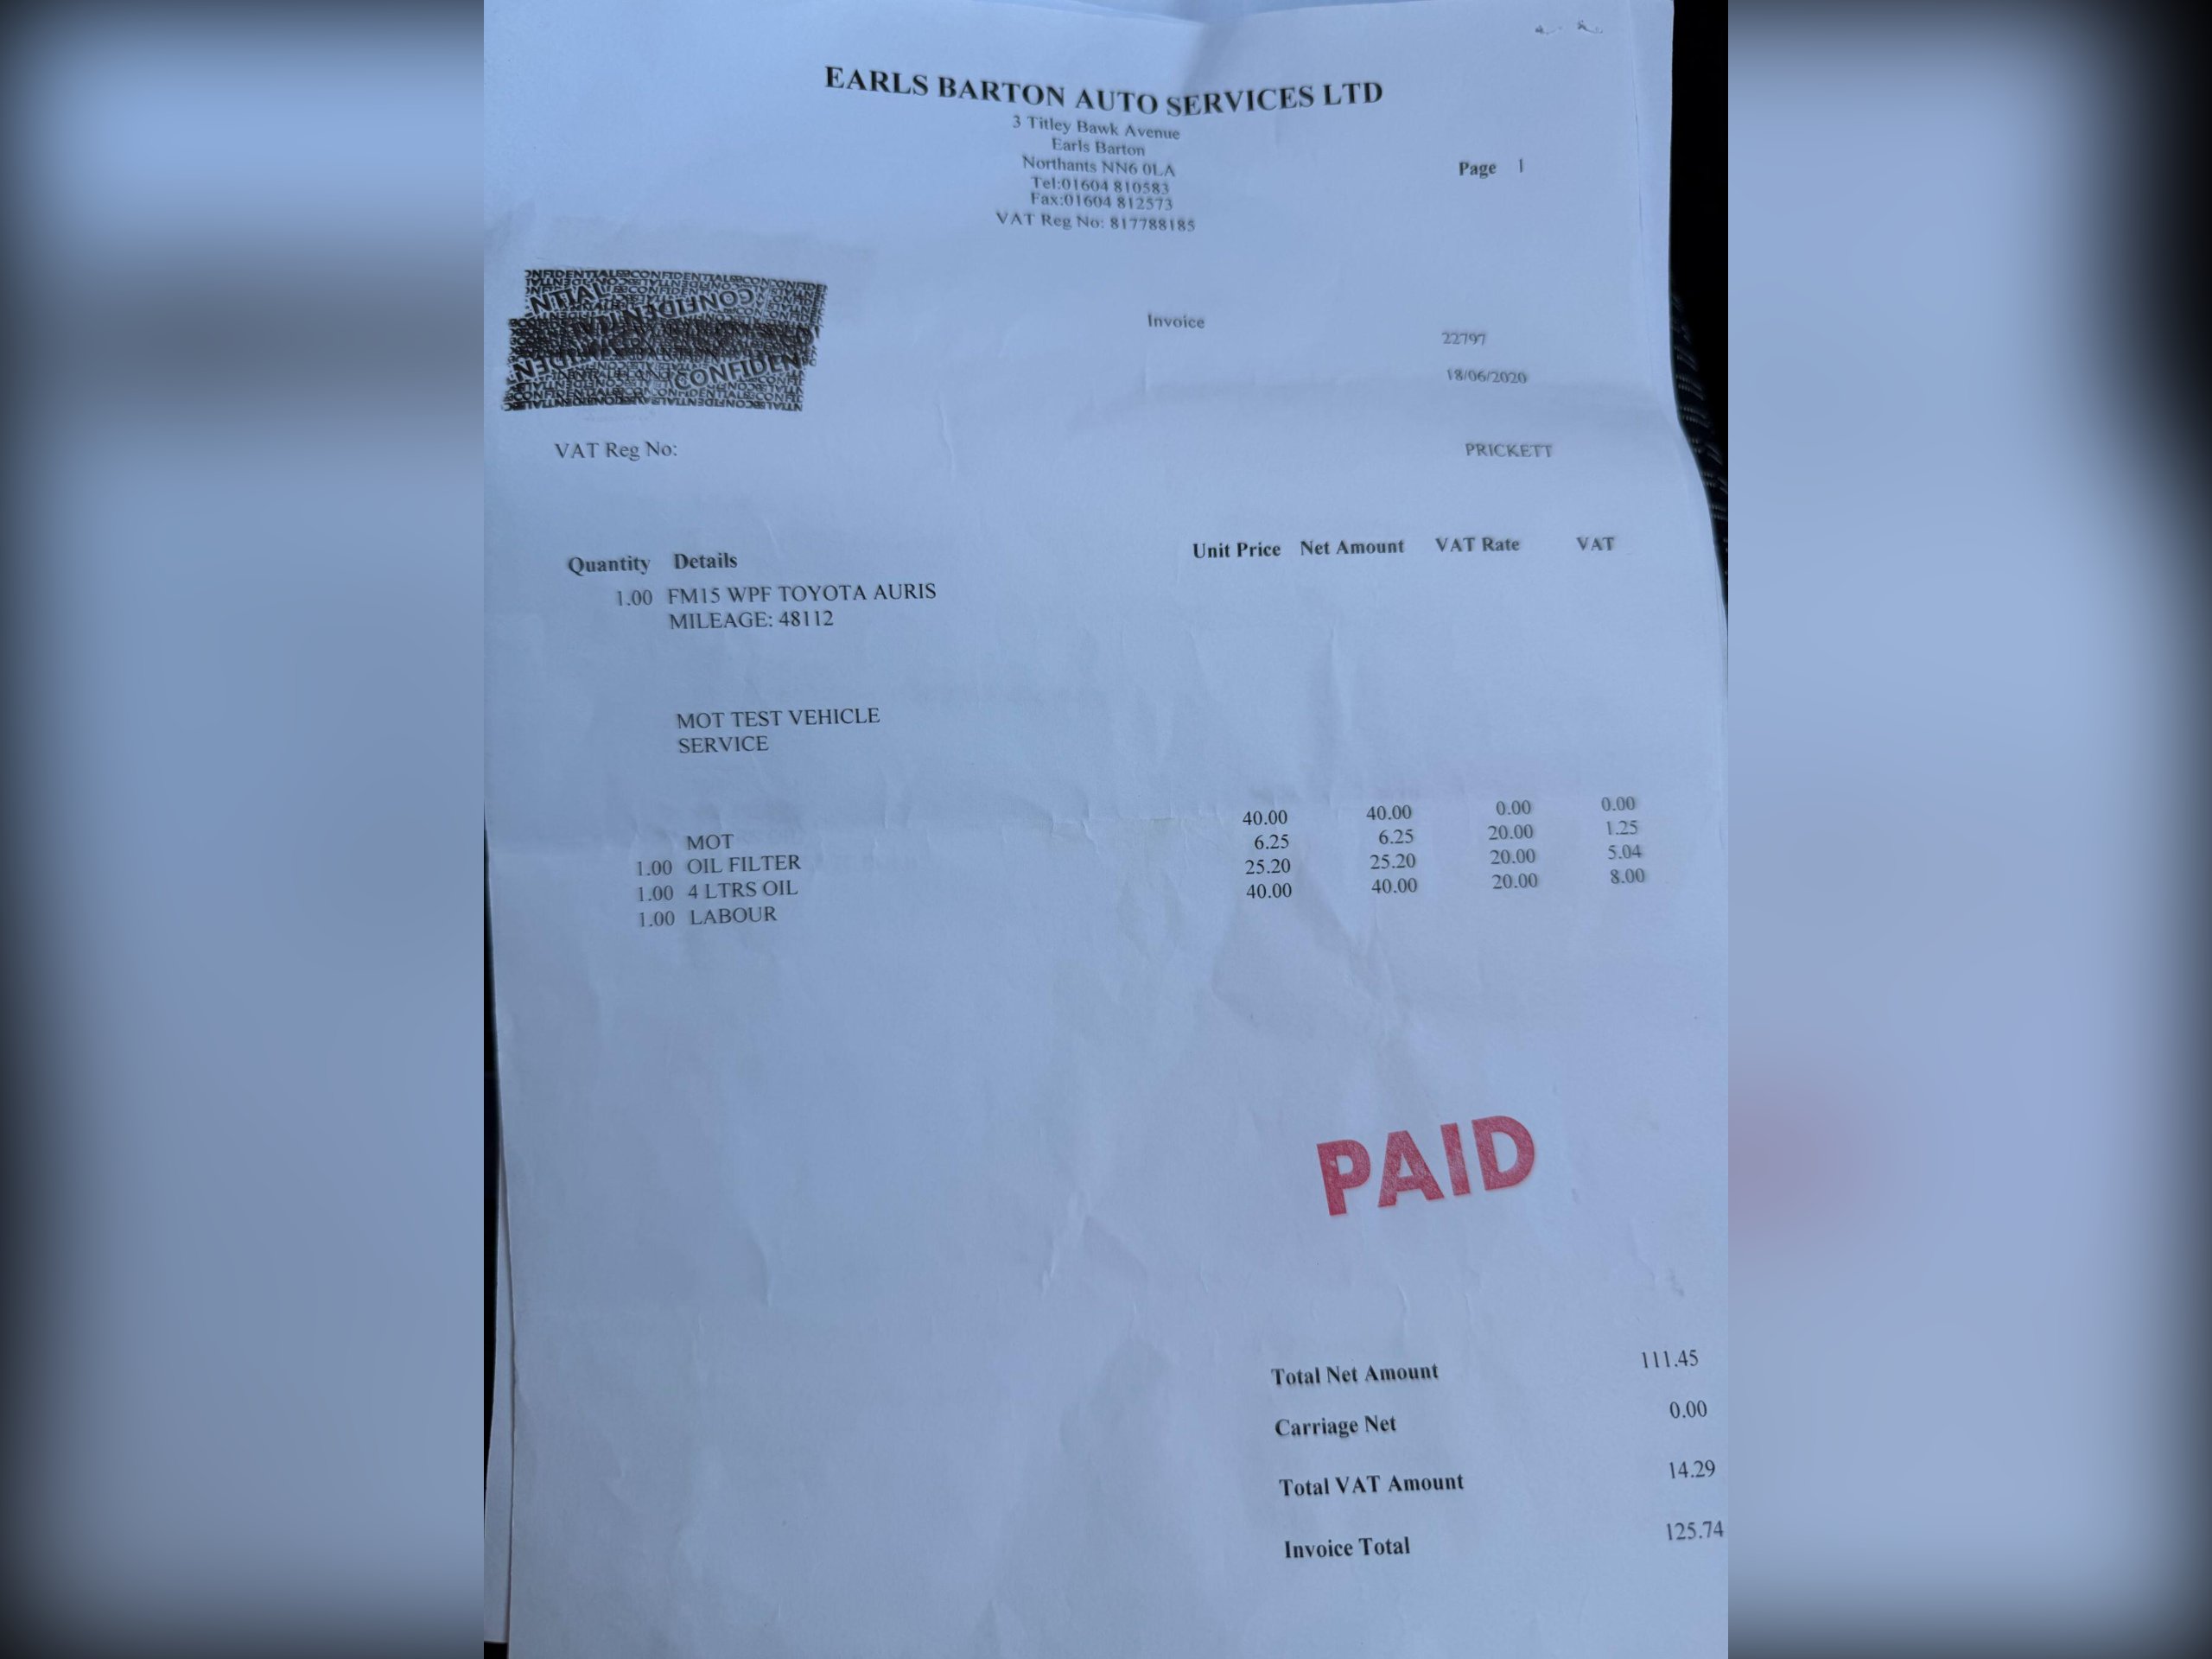 EARLS BARTON AUTO SERVICES LTD
3 Titley Bawk Avenue
Earls Barton
Northants NN6 0LA
Tel:01604 810583
Fax:01604 812573
VAT Reg No: 817788185
Page 1
CONFIDENTIAL
Invoice
22797
18/06/2020
VAT Reg No:
PRICKETT
Quantity Details Unit Price Net Amount VAT Rate VAT
1.00 FM15 WPF TOYOTA AURIS
MILEAGE: 48112
MOT TEST VEHICLE
SERVICE
MOT 40.00 40.00 0.00 0.00
1.00 OIL FILTER 6.25 6.25 20.00 1.25
1.00 4 LTRS OIL 25.20 25.20 20.00 5.04
1.00 LABOUR 40.00 40.00 20.00 8.00
PAID
Total Net Amount 111.45
Carriage Net 0.00
Total VAT Amount 14.29
Invoice Total 125.74